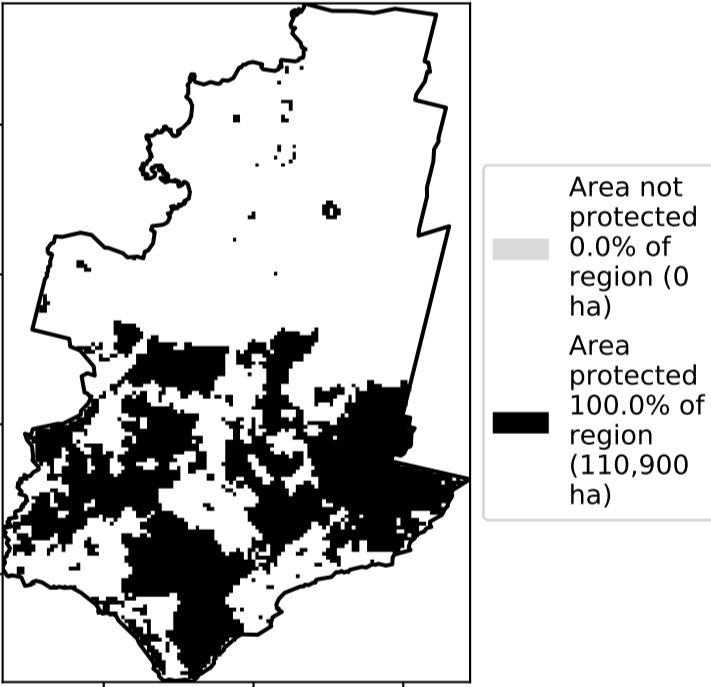 Area not
protected
0.0% of
region (0
ha)
Area
protected
100.0% of
region
(110,900
ha)